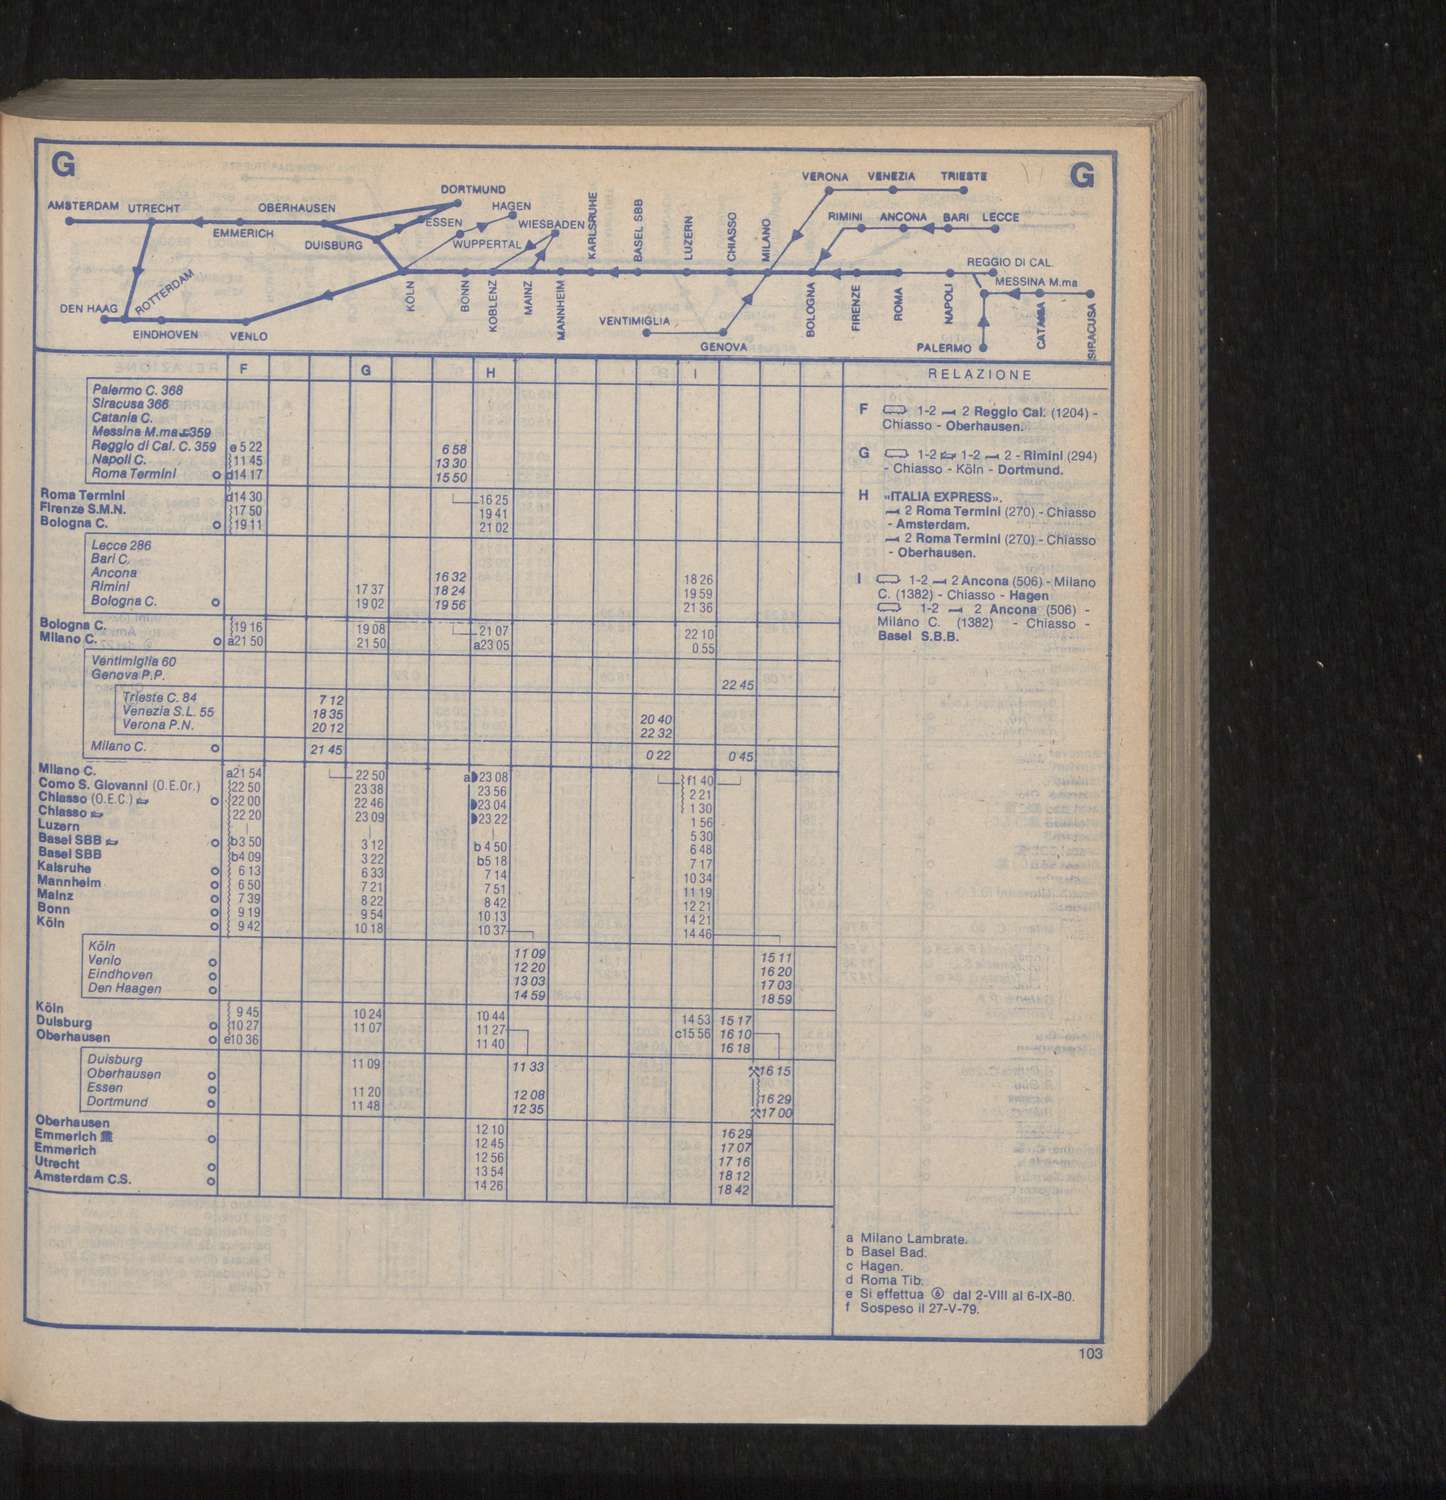 G G
VERONA VENEZIA TRIESTE
DORTMUND
AMSTERDAM UTRECHT OBERHAUSEN HAGEN
EMMERICH ESSEN WIESBADEN
DUISBURG WUPPERTAL
RIMINI ANCONA BARI LECCE
KARLSRUHE BASEL SBB LUZERN CHIASSO MILANO
REGGIO DI CAL.
MESSINA M.ma
DEN HAAG ROTTERDAM
KÖLN BONN KOBLENZ MAINZ MANNHEIM
BOLOGNA FIRENZE ROMA NAPOLI CATANIA SIRACUSA
EINDHOVEN VENLO
VENTIMIGLIA
GENOVA PALERMO
F G H I RELAZIONE
Palermo C. 368
Siracusa 366
Catania C.
Messina M.ma 359
Reggio di Cal. C. 359 e 5 22 6 58
Napoli C. 11 45 13 30
Roma Termini d14 17 15 50
Roma Termini d14 30 16 25
Firenze S.M.N. 17 50 19 41
Bologna C. 19 11 21 02
Lecce 286
Bari C.
Ancona 16 32 18 26
Rimini 17 37 18 24 19 59
Bologna C. 19 02 19 56 21 36
Bologna C. 19 16 19 08 21 07 22 10
Milano C. a21 50 21 50 a23 05 0 55
Ventimiglia 60
Genova P.P. 22 45
Trieste C. 84 7 12
Venezia S.L. 55 18 35 20 40
Verona P.N. 20 12 22 32
Milano C. 21 45 0 22 0 45
Milano C. a21 54 22 50 a 23 08 f1 40
Como S. Giovanni (O.E.Or.) 22 50 23 38 23 56 2 21
Chiasso (O.E.C.) 22 00 22 46 23 04 1 30
Chiasso 22 20 23 09 23 22 1 56
Luzern | | | 5 30
Basel SBB b3 50 3 12 b 4 50 6 48
Basel SBB b4 09 3 22 b5 18 7 17
Kalsruhe 6 13 6 33 7 14 10 34
Mannheim 6 50 7 21 7 51 11 19
Mainz 7 39 8 22 8 42 12 21
Bonn 9 19 9 54 10 13 14 21
Köln 9 42 10 18 10 37 14 46
Köln 11 09 15 11
Venlo 12 20 16 20
Eindhoven 13 03 17 03
Den Haagen 14 59 18 59
Köln 9 45 10 24 10 44 14 53 15 17
Duisburg 10 27 11 07 11 27 c15 56 16 10
Oberhausen e10 36 11 40 16 18
Duisburg 11 09 11 33 16 15
Oberhausen
Essen 11 20 12 08 16 29
Dortmund 11 48 12 35 17 00
Oberhausen 12 10 16 29
Emmerich 12 45 17 07
Emmerich 12 56 17 16
Utrecht 13 54 18 12
Amsterdam C.S. 14 26 18 42
F 1-2 2 Reggio Cal. (1204) -
Chiasso - Oberhausen.
G 1-2 1-2 2 - Rimini (294)
- Chiasso - Köln - Dortmund.
H «ITALIA EXPRESS».
2 Roma Termini (270) - Chiasso
- Amsterdam.
2 Roma Termini (270) - Chiasso
- Oberhausen.
I 1-2 2 Ancona (506) - Milano
C. (1382) - Chiasso - Hagen
1-2 2 Ancona (506) -
Milano C. (1382) - Chiasso -
Basel S.B.B.
a Milano Lambrate.
b Basel Bad.
c Hagen.
d Roma Tib.
e Si effettua ⑥ dal 2-VIII al 6-IX-80.
f Sospeso il 27-V-79.
103